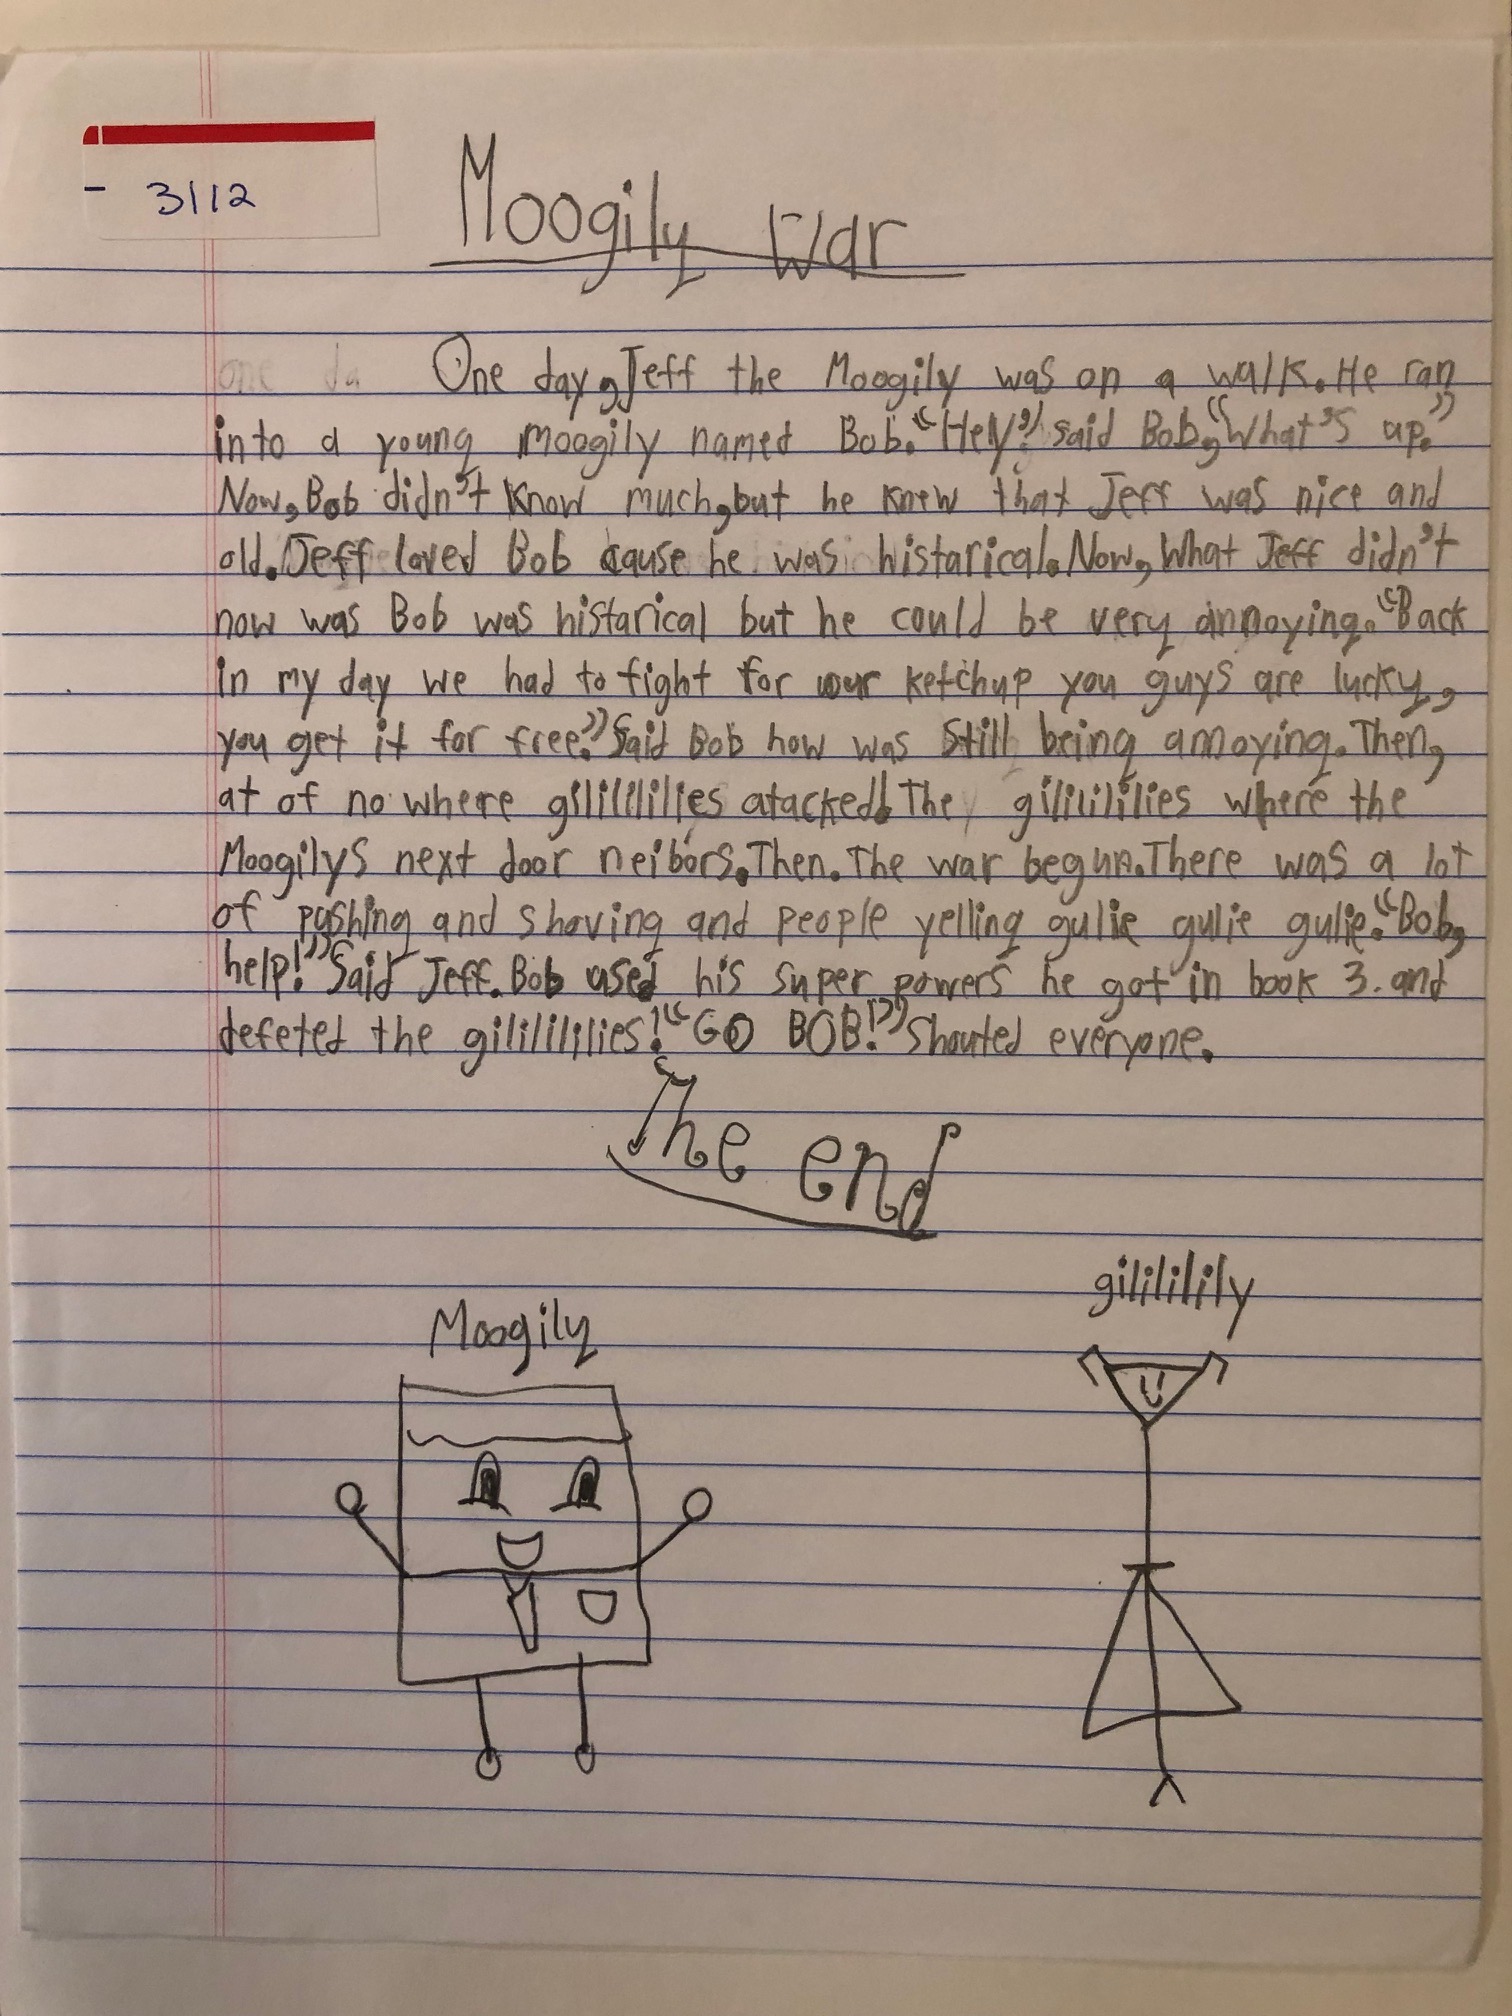 - 3112
Moogily War
one da One day, Jeff the Moogily was on a walk. He ran
into a young moogily named Bob. "Hey!" said Bob, "What's up."
Now, Bob didn't know much, but he knew that Jeff was nice and
old. Jeff loved Bob cause he was histarical. Now, What Jeff didn't
now was Bob was histarical but he could be very annoying. "Back
in my day we had to fight for our ketchup you guys are lucky,
you get it for free." Said Bob how was still being annoying. Then,
at of no where gilililililies atacked! The gilililililies where the
Moogilys next door neibors. Then. The war begun. There was a lot
of pushing and shoving and people yelling gulie gulie gulie. "Bob,
help!" Said Jeff. Bob used his super powers he got in book 3. and
defeted the gilililililies! "GO BOB!" Shouted everyone.
The end
gilililily
Moogily